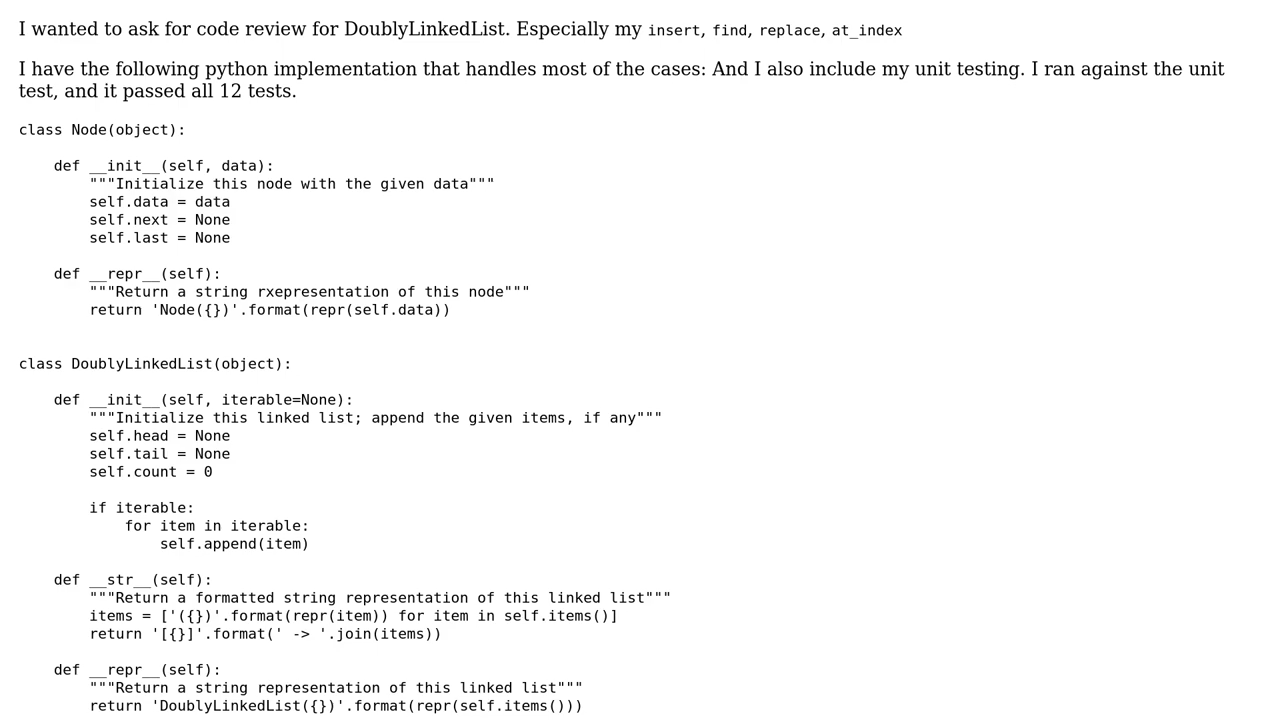 I wanted to ask for code review for DoublyLinkedList. Especially my insert, find, replace, at_index
I have the following python implementation that handles most of the cases: And I also include my unit testing. I ran against the unit
test, and it passed all 12 tests.
class Node(object):
    def __init__(self, data):
        """Initialize this node with the given data"""
        self.data = data
        self.next = None
        self.last = None
    def __repr__(self):
        """Return a string rxepresentation of this node"""
        return 'Node({})'.format(repr(self.data))
class DoublyLinkedList(object):
    def __init__(self, iterable=None):
        """Initialize this linked list; append the given items, if any"""
        self.head = None
        self.tail = None
        self.count = 0
        if iterable:
            for item in iterable:
                self.append(item)
    def __str__(self):
        """Return a formatted string representation of this linked list"""
        items = ['({})'.format(repr(item)) for item in self.items()]
        return '[{}]'.format(' -> '.join(items))
    def __repr__(self):
        """Return a string representation of this linked list"""
        return 'DoublyLinkedList({})'.format(repr(self.items()))